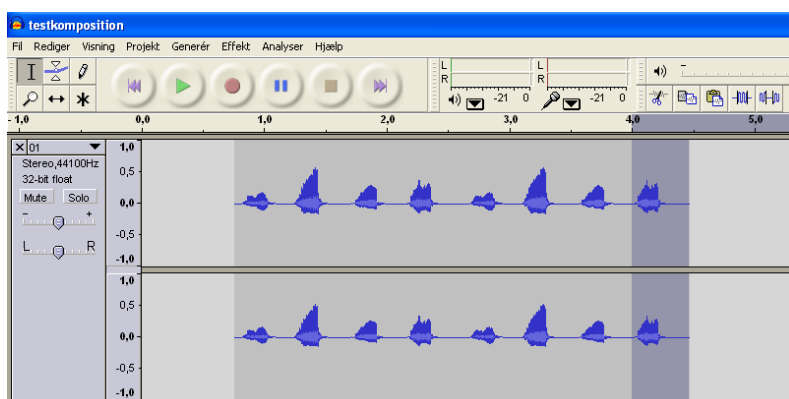 testkomposition
Fil Rediger Visning Projekt Generér Effekt Analyser Hjælp
L L
R R
-21 0 -21 0
- 1,0 0,0 1,0 2,0 3,0 4,0 5,0
X 01 1,0
Stereo,44100Hz
32-bit float 0,5
Mute Solo
- + 0,0
-0,5
L R
-1,0
1,0
0,5
0,0
-0,5
-1,0